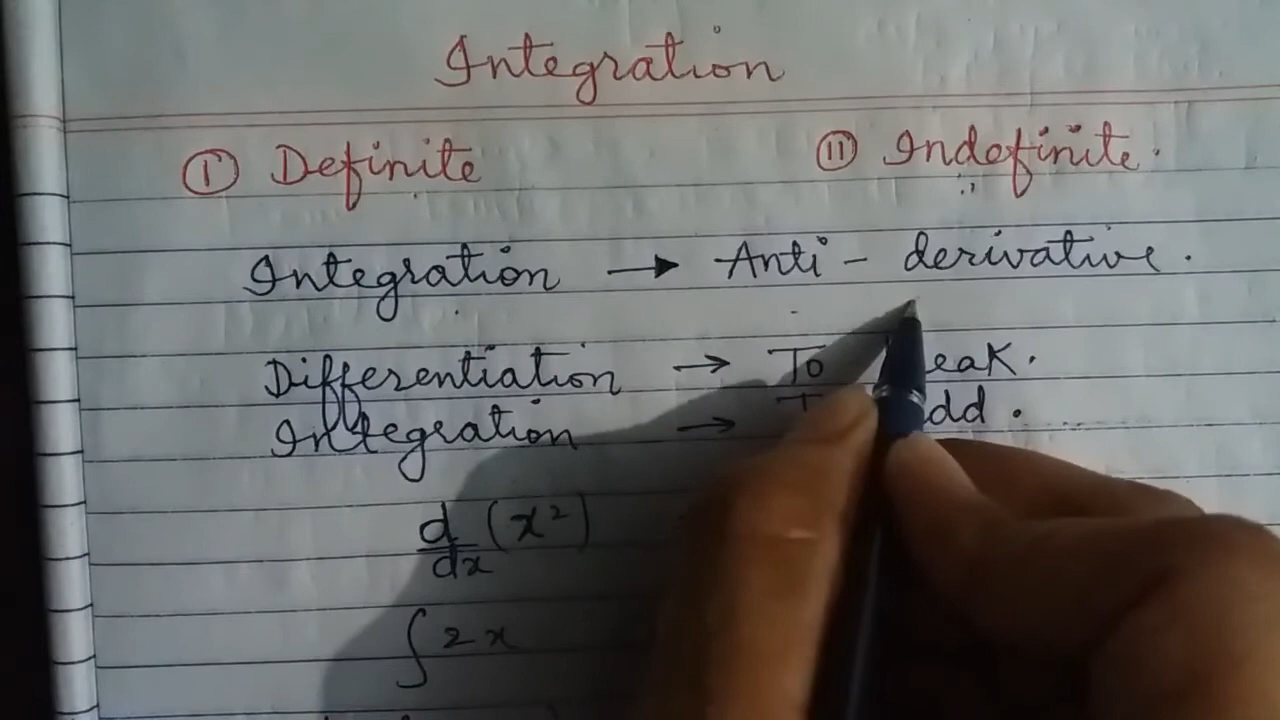 Integration
(I) Definite (II) Indefinite.
Integration → Anti - derivative.
Differentiation → To
Integration →
d/dx (x²)
∫ 2x